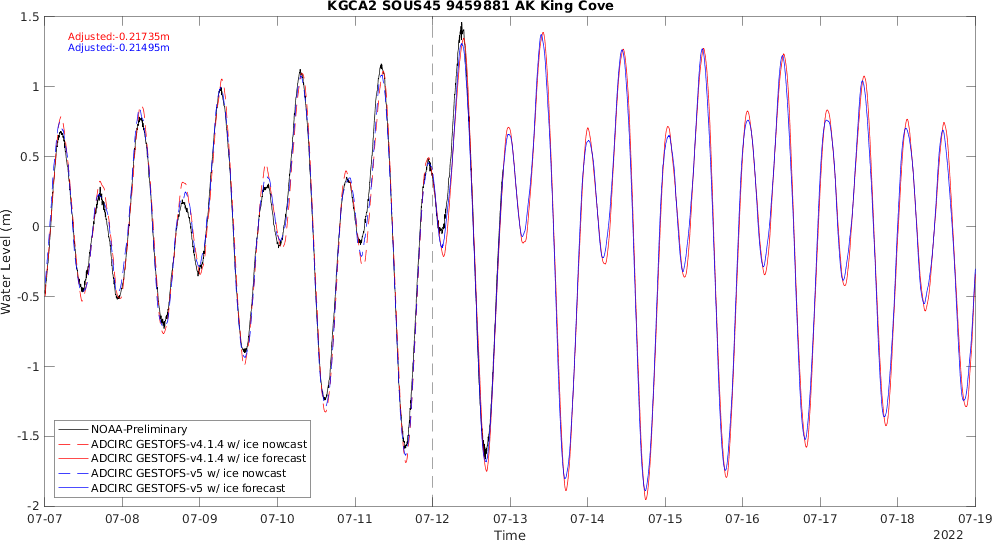 KGCA2 SOUS45 9459881 AK King Cove
Adjusted:-0.21735m
Adjusted:-0.21495m
1.5
1
0.5
0
-0.5
-1
-1.5
-2
Water Level (m)
NOAA-Preliminary
ADCIRC GESTOFS-v4.1.4 w/ ice nowcast
ADCIRC GESTOFS-v4.1.4 w/ ice forecast
ADCIRC GESTOFS-v5 w/ ice nowcast
ADCIRC GESTOFS-v5 w/ ice forecast
07-07 07-08 07-09 07-10 07-11 07-12 07-13 07-14 07-15 07-16 07-17 07-18 07-19
Time
2022